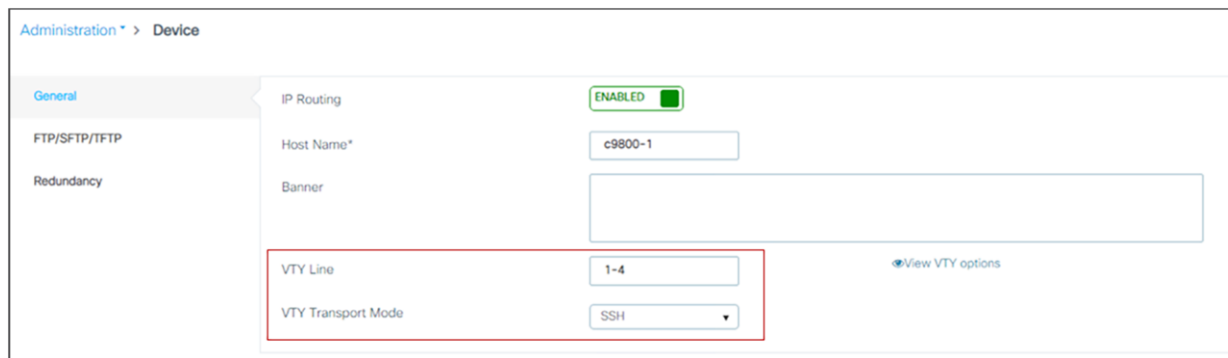 Administration > Device
General
IP Routing
ENABLED
FTP/SFTP/TFTP
Host Name*
c9800-1
Redundancy
Banner
VTY Line
1-4
View VTY options
VTY Transport Mode
SSH